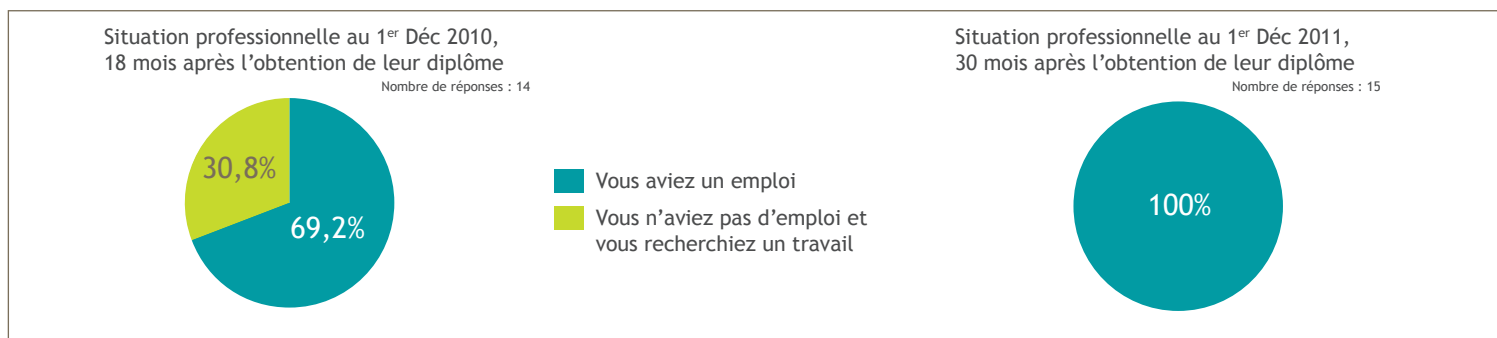 Situation professionnelle au 1er Déc 2010,
18 mois après l’obtention de leur diplôme
Nombre de réponses : 14
30,8%
69,2%
Vous aviez un emploi
Vous n’aviez pas d’emploi et
vous recherchiez un travail
Situation professionnelle au 1er Déc 2011,
30 mois après l’obtention de leur diplôme
Nombre de réponses : 15
100%